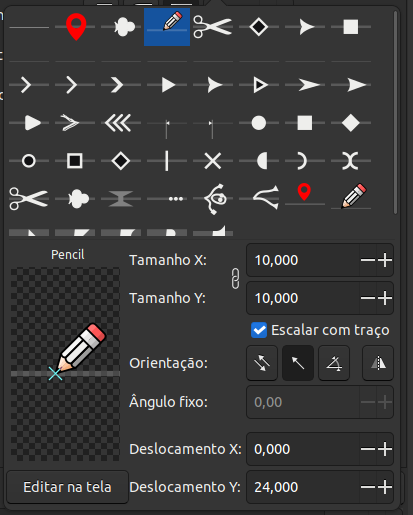 Pencil
Tamanho X:
10,000
Tamanho Y:
10,000
Escalar com traço
Orientação:
Ângulo fixo:
0,00
Deslocamento X:
0,000
Editar na tela
Deslocamento Y:
24,000